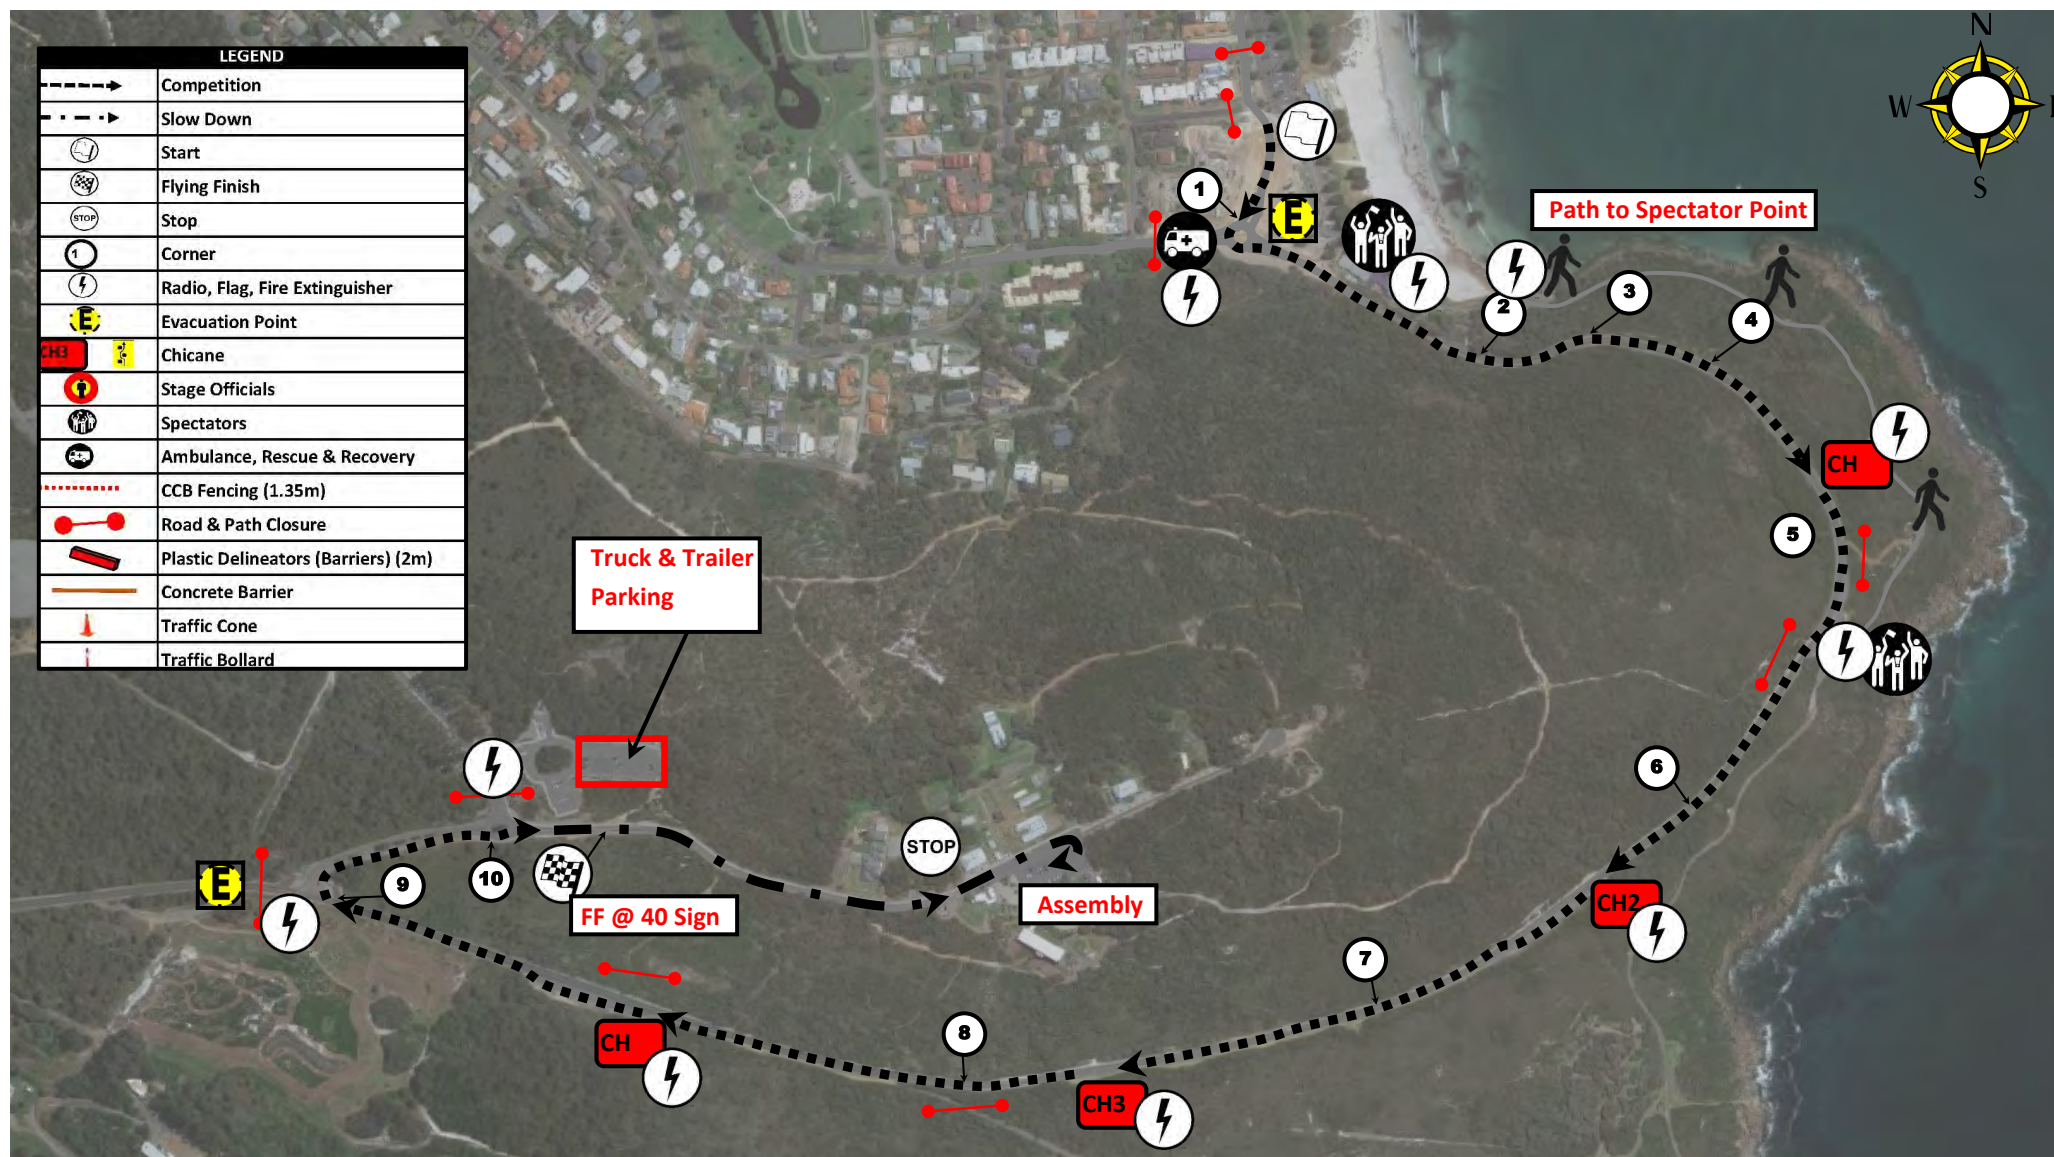 LEGEND
Competition
Slow Down
Start
Flying Finish
STOP Stop
1 Corner
Radio, Flag, Fire Extinguisher
E Evacuation Point
CH3 Chicane
Stage Officials
Spectators
Ambulance, Rescue & Recovery
CCB Fencing (1.35m)
Road & Path Closure
Plastic Delineators (Barriers) (2m)
Concrete Barrier
Traffic Cone
Traffic Bollard
N
W
S
1
E
Path to Spectator Point
2
3
4
CH
5
Truck & Trailer
Parking
6
STOP
E
9
10
CH2
Assembly
FF @ 40 Sign
7
8
CH
CH3